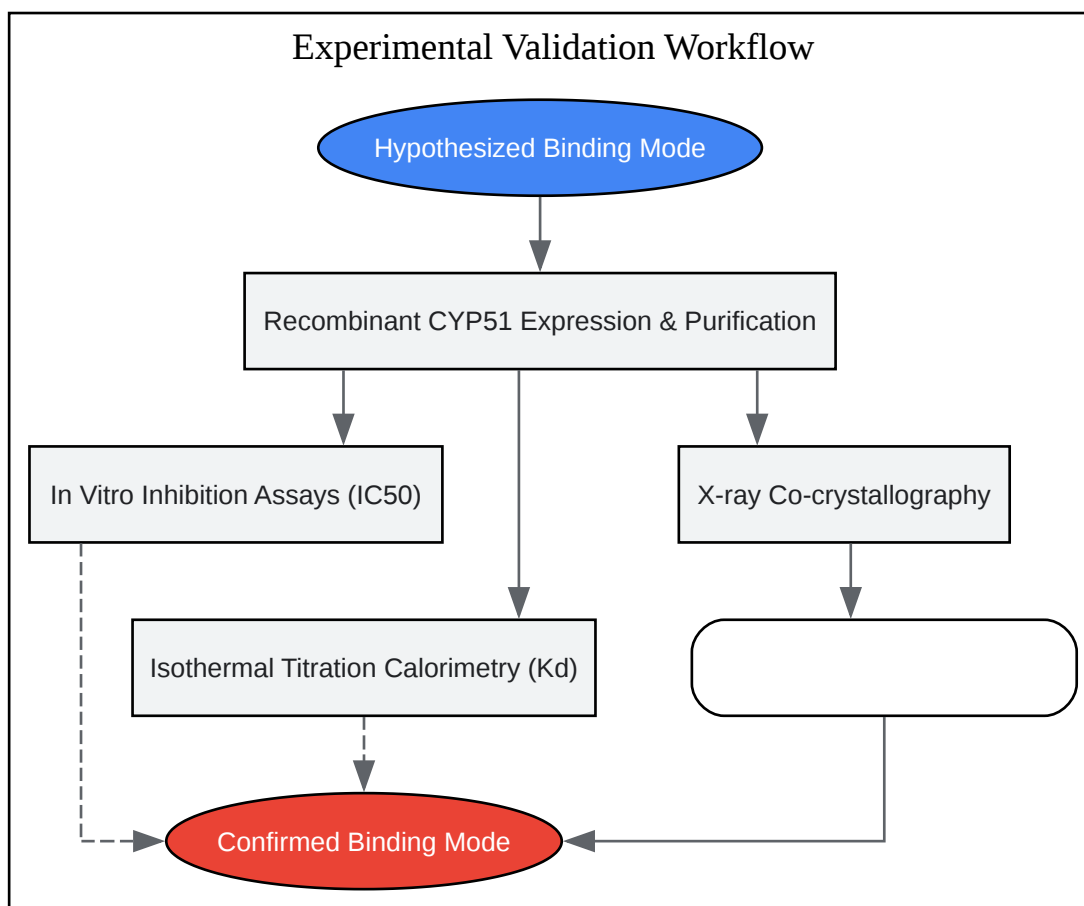 Experimental Validation Workflow
Hypothesized Binding Mode
Recombinant CYP51 Expression & Purification
In Vitro Inhibition Assays (IC50)
X-ray Co-crystallography
Isothermal Titration Calorimetry (Kd)
Confirmed Binding Mode